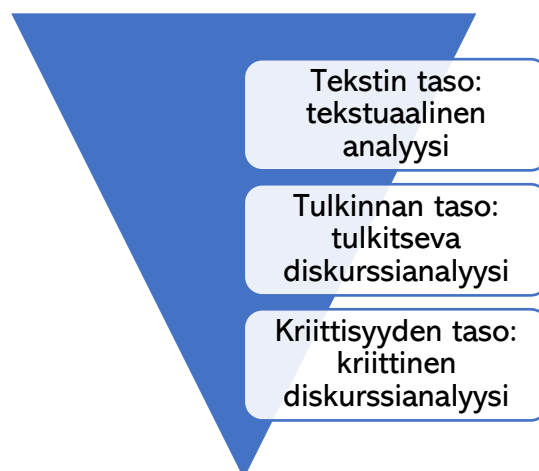 Tekstin taso:
tekstuaalinen
analyysi
Tulkinnan taso:
tulkitseva
diskurssianalyysi
Kriittisyyden taso:
kriittinen
diskurssianalyysi